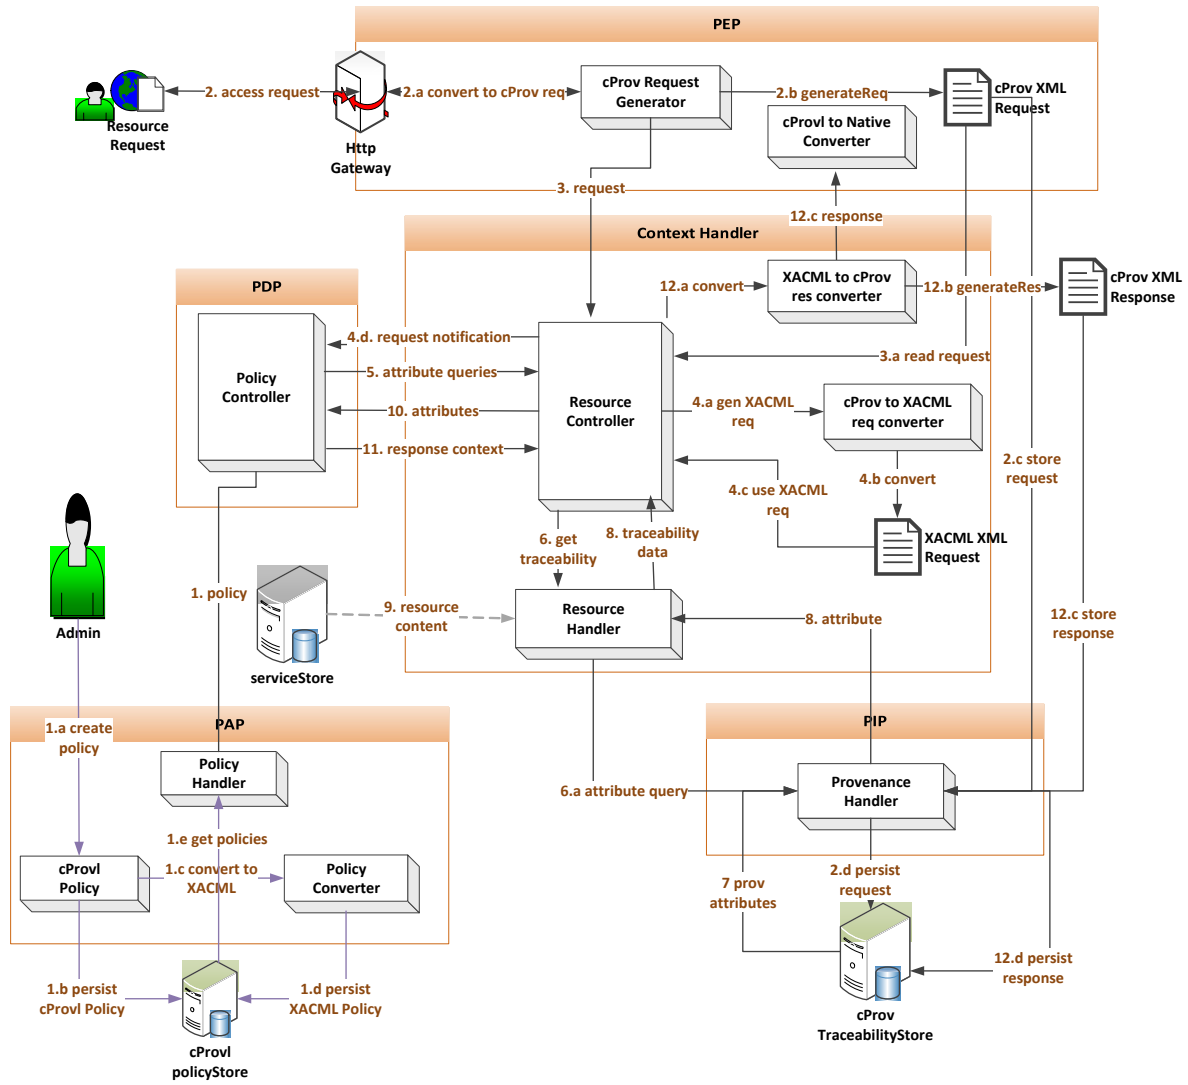 PEP
2. access request
2.a convert to cProv req
cProv Request
Generator
2.b generateReq
cProv XML
Request
Resource
Request
Http
Gateway
cProvl to Native
Converter
3. request
12.c response
Context Handler
PDP
12.a convert
XACML to cProv
res converter
12.b generateRes
cProv XML
Response
4.d. request notification
3.a read request
5. attribute queries
Policy
Controller
Resource
Controller
10. attributes
4.a gen XACML
req
cProv to XACML
req converter
11. response context
2.c store
request
4.c use XACML
req
4.b convert
6. get
traceability
8. traceability
data
XACML XML
Request
1. policy
9. resource
content
Resource
Handler
8. attribute
12.c store
response
Admin
serviceStore
PAP
PIP
1.a create
policy
Policy
Handler
6.a attribute query
Provenance
Handler
1.e get policies
cProvl
Policy
1.c convert to
XACML
Policy
Converter
7 prov
attributes
2.d persist
request
12.d persist
response
1.b persist
cProvl Policy
1.d persist
XACML Policy
cProvl
policyStore
cProv
TraceabilityStore